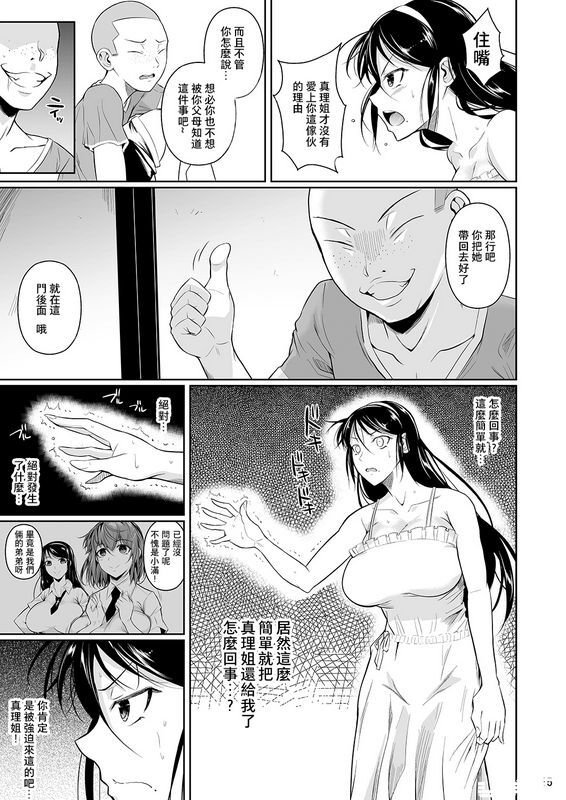 住嘴
真理姐才沒有
愛上你這傢伙
的理由
而且不管
你怎麼說…
想必你也不想
被你父母知道
這件事吧~
那行吧
你把她
帶回去好了
就在這
門後面 哦
怎麼回事?
這麼簡單就…
ドキ
ドキドキ
居然這麼
簡單就把
真理姐還給我了
怎麼回事…?
絕對…
絕對發生
了什麼…
已經沒
問題了呢
不愧是小滿!
畢竟是我們
倆的弟弟呀
你肯定
是被強迫來這的吧…
真理姐!